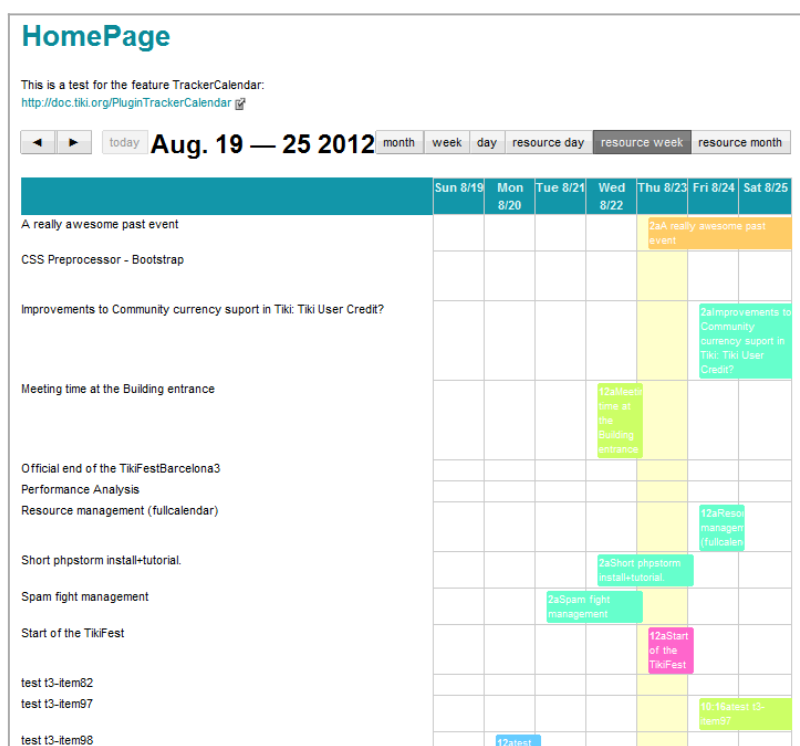 HomePage
This is a test for the feature TrackerCalendar:
http://doc.tiki.org/PluginTrackerCalendar
today Aug. 19 — 25 2012 month week day resource day resource week resource month
Sun 8/19 Mon 8/20 Tue 8/21 Wed 8/22 Thu 8/23 Fri 8/24 Sat 8/25
A really awesome past event
2aA really awesome past
event
CSS Preprocessor - Bootstrap
Improvements to Community currency suport in Tiki: Tiki User Credit?
2aImprovements to
Community
currency suport in
Tiki: Tiki User
Credit?
Meeting time at the Building entrance
12aMeeti
time at
the
Building
entrance
Official end of the TikiFestBarcelona3
Performance Analysis
Resource management (fullcalendar)
12aResou
managem
(fullcalen
Short phpstorm install+tutorial.
2aShort phpstorm
install+tutorial.
Spam fight management
2aSpam fight
management
Start of the TikiFest
12aStart
of the
TikiFest
test t3-item82
test t3-item97
10:16atest t3-
item97
test t3-item98
12atest